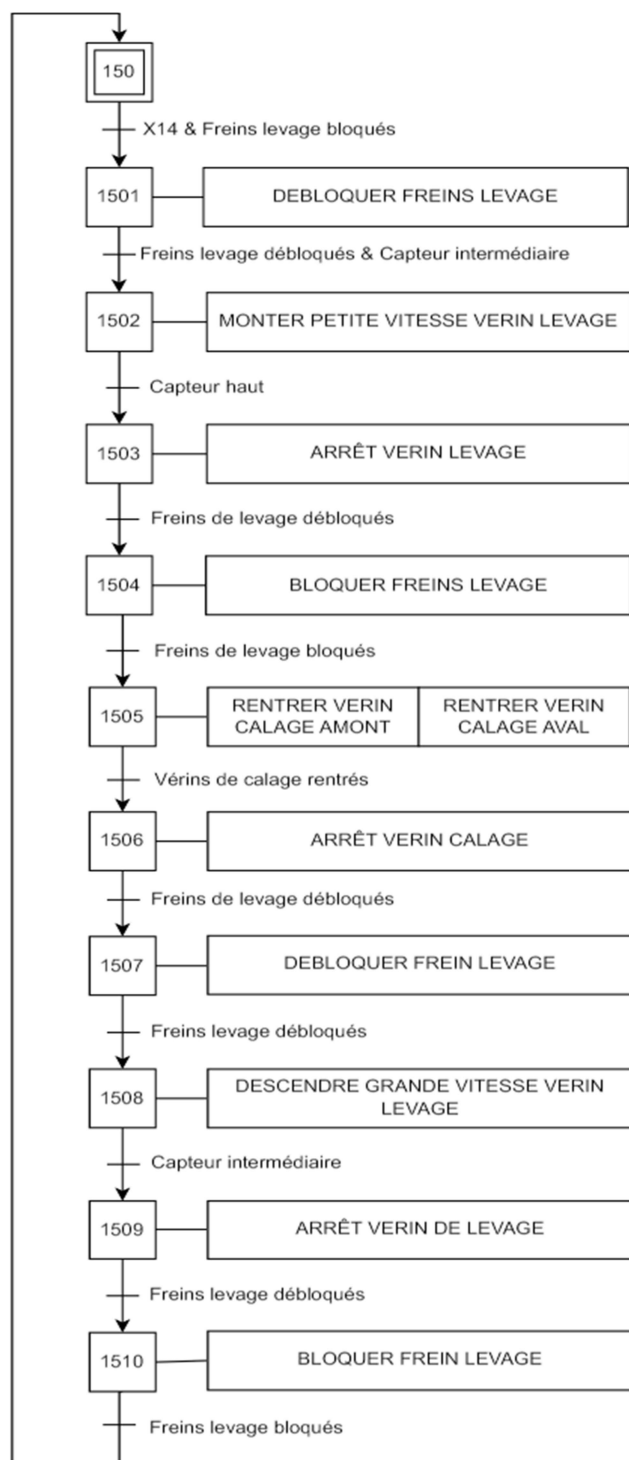 150
X14 & Freins levage bloqués
1501
DEBLOQUER FREINS LEVAGE
Freins levage débloqués & Capteur intermédiaire
1502
MONTER PETITE VITESSE VERIN LEVAGE
Capteur haut
1503
ARRÊT VERIN LEVAGE
Freins de levage débloqués
1504
BLOQUER FREINS LEVAGE
Freins de levage bloqués
1505
RENTRER VERIN
CALAGE AMONT
RENTRER VERIN
CALAGE AVAL
Vérins de calage rentrés
1506
ARRÊT VERIN CALAGE
Freins de levage débloqués
1507
DEBLOQUER FREIN LEVAGE
Freins levage débloqués
1508
DESCENDRE GRANDE VITESSE VERIN
LEVAGE
Capteur intermédiaire
1509
ARRÊT VERIN DE LEVAGE
Freins levage débloqués
1510
BLOQUER FREIN LEVAGE
Freins levage bloqués